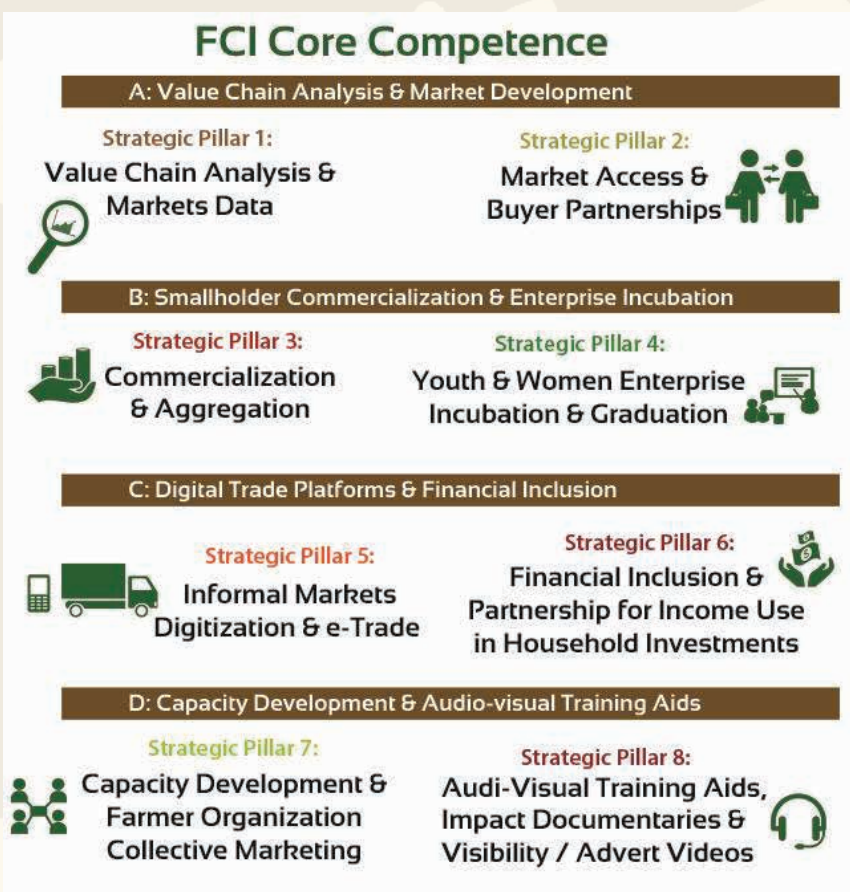 FCI Core Competence
A: Value Chain Analysis & Market Development
Strategic Pillar 1:
Value Chain Analysis &
Markets Data
Strategic Pillar 2:
Market Access &
Buyer Partnerships
B: Smallholder Commercialization & Enterprise Incubation
Strategic Pillar 3:
Commercialization
& Aggregation
Strategic Pillar 4:
Youth & Women Enterprise
Incubation & Graduation
C: Digital Trade Platforms & Financial Inclusion
Strategic Pillar 5:
Informal Markets
Digitization & e-Trade
Strategic Pillar 6:
Financial Inclusion &
Partnership for Income Use
in Household Investments
D: Capacity Development & Audio-visual Training Aids
Strategic Pillar 7:
Capacity Development &
Farmer Organization
Collective Marketing
Strategic Pillar 8:
Audi-Visual Training Aids,
Impact Documentaries &
Visibility / Advert Videos